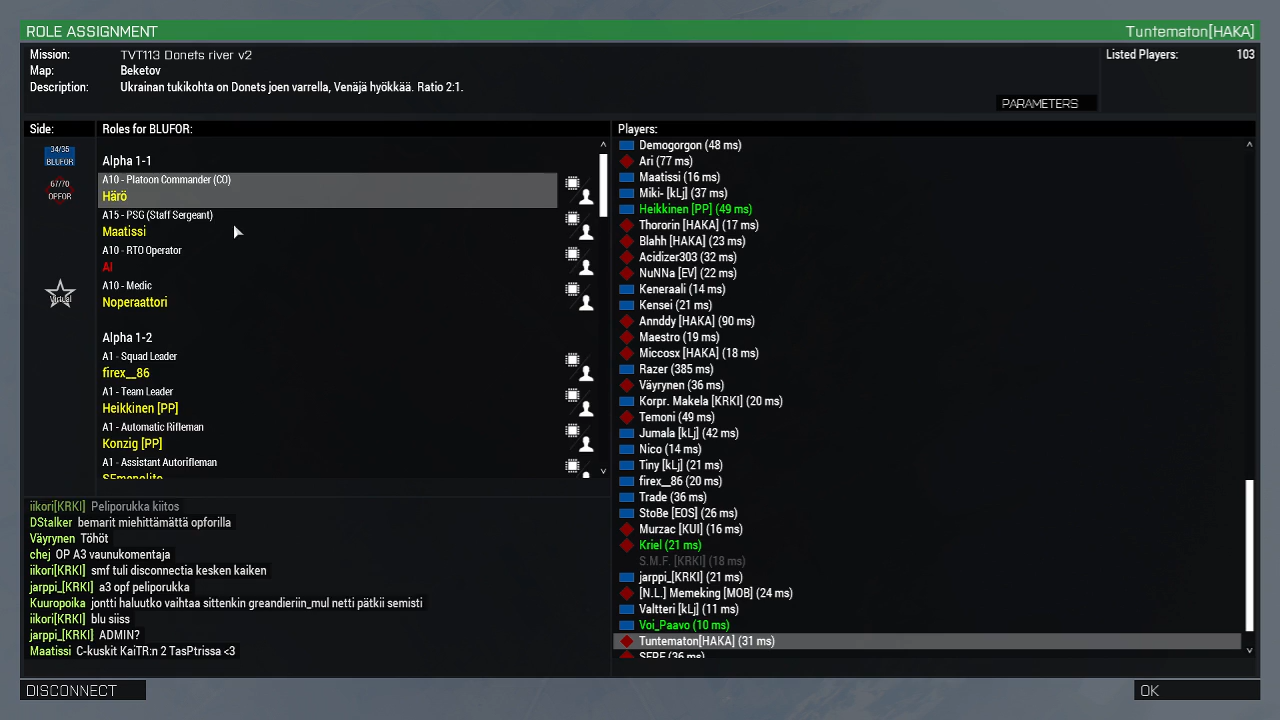 ROLE ASSIGNMENT
Tuntematon[HAKA]
Mission: TVT113 Donets river v2
Map: Beketov
Description: Ukrainan tukikohta on Donets joen varrella, Venäjä hyökkää. Ratio 2:1.
Listed Players: 103
PARAMETERS
Side:
34/35
BLUFOR
67/70
OPFOR
Virtual
Roles for BLUFOR:
Alpha 1-1
A10 - Platoon Commander (CO)
Härö
A15 - PSG (Staff Sergeant)
Maatissi
A10 - RTO Operator
AI
A10 - Medic
Noperaattori
Alpha 1-2
A1 - Squad Leader
firex__86
A1 - Team Leader
Heikkinen [PP]
A1 - Automatic Rifleman
Konzig [PP]
A1 - Assistant Autorifleman
Players:
Demogorgon (48 ms)
Ari (77 ms)
Maatissi (16 ms)
Miki- [kLj] (37 ms)
Heikkinen [PP] (49 ms)
Thororin [HAKA] (17 ms)
Blahh [HAKA] (23 ms)
Acidizer303 (32 ms)
NuNNa [EV] (22 ms)
Keneraali (14 ms)
Kensei (21 ms)
Annddy [HAKA] (90 ms)
Maestro (19 ms)
Miccosx [HAKA] (18 ms)
Razer (385 ms)
Väyrynen (36 ms)
Korpr. Makela [KRKI] (20 ms)
Temoni (49 ms)
Jumala [kLj] (42 ms)
Nico (14 ms)
Tiny [kLj] (21 ms)
firex__86 (20 ms)
Trade (36 ms)
StoBe [EOS] (26 ms)
Murzac [KUI] (16 ms)
Kriel (21 ms)
S.M.F. [KRKI] (18 ms)
jarppi_[KRKI] (21 ms)
[N.L.] Memeking [MOB] (24 ms)
Valtteri [kLj] (11 ms)
Voi_Paavo (10 ms)
Tuntematon[HAKA] (31 ms)
iikori[KRKI] Peliporukka kiitos
DStalker bemarit miehittämättä opforilla
Väyrynen Töhöt
chej OP A3 vaunukomentaja
iikori[KRKI] smf tuli disconnectia kesken kaiken
jarppi_[KRKI] a3 opf peliporukka
Kuuropoika jontti haluutko vaihtaa sittenkin greandieriin_mul netti pätkii semisti
iikori[KRKI] blu siiss
jarppi_[KRKI] ADMIN?
Maatissi C-kuskit KaiTR:n 2 TasPtrissa <3
DISCONNECT
OK